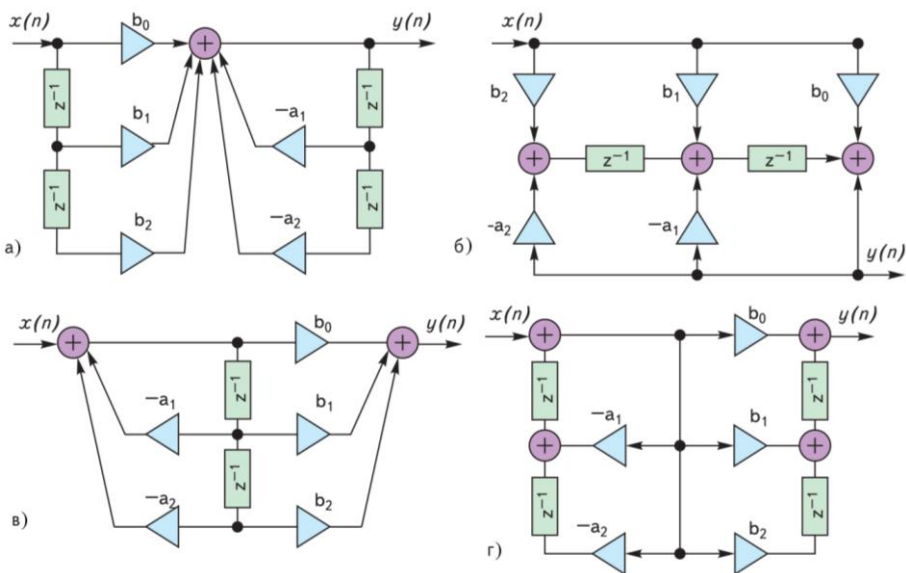 x(n)
b₀
+
y(n)
z⁻¹
z⁻¹
b₁
−a₁
z⁻¹
z⁻¹
b₂
−a₂
а)
x(n)
b₂
b₁
b₀
+
z⁻¹
+
z⁻¹
+
-a₂
−a₁
y(n)
б)
x(n)
+
b₀
+
y(n)
z⁻¹
−a₁
b₁
z⁻¹
−a₂
b₂
в)
x(n)
+
b₀
+
y(n)
z⁻¹
z⁻¹
+
−a₁
b₁
+
z⁻¹
z⁻¹
−a₂
b₂
г)